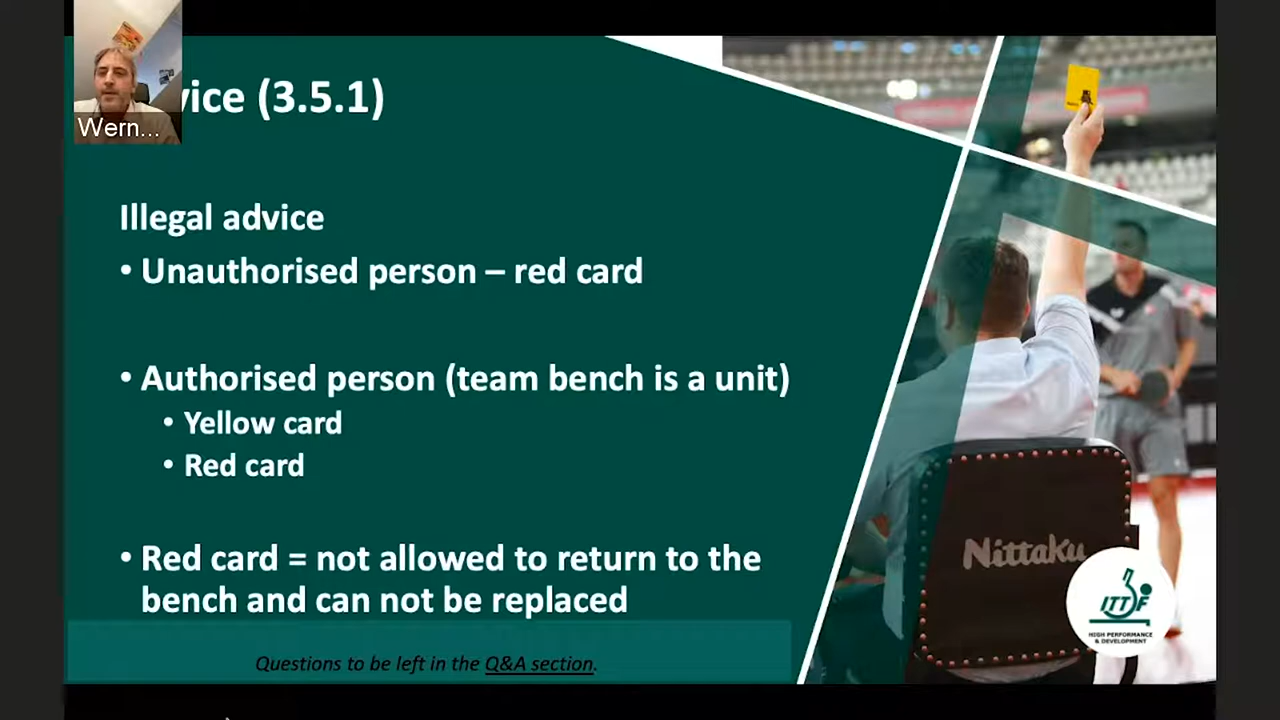 vice (3.5.1)
Wern...
Illegal advice
• Unauthorised person – red card
• Authorised person (team bench is a unit)
• Yellow card
• Red card
• Red card = not allowed to return to the
bench and can not be replaced
Questions to be left in the Q&A section.
Nittaku
ITTF
HIGH PERFORMANCE
& DEVELOPMENT